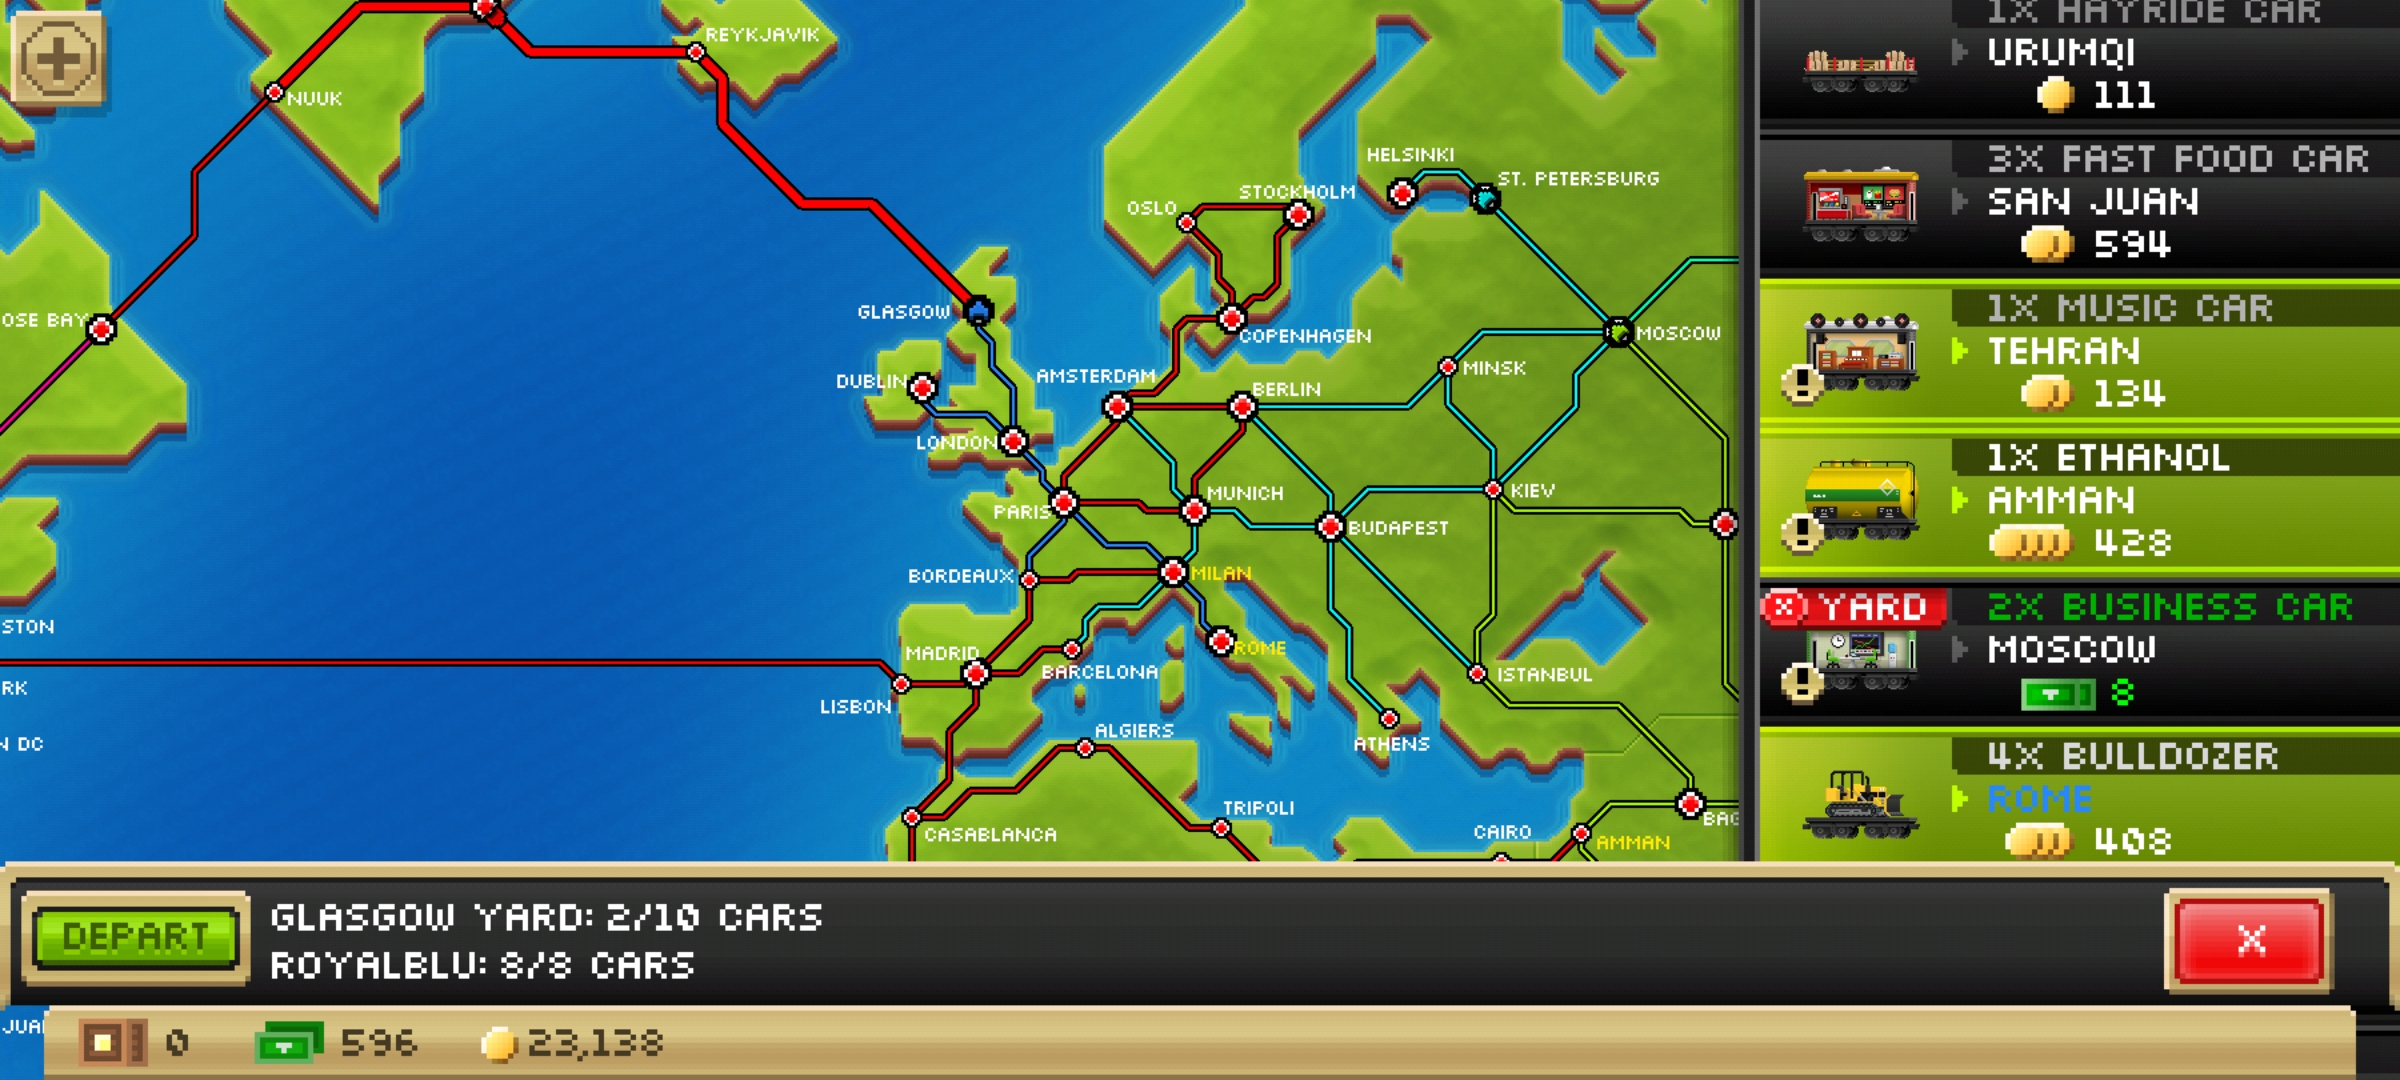 REYKJAVIK
NUUK
HELSINKI
ST. PETERSBURG
STOCKHOLM
OSLO
GLASGOW
OSE BAY
COPENHAGEN
MOSCOW
MINSK
AMSTERDAM
DUBLIN
BERLIN
LONDON
MUNICH
KIEV
PARIS
BUDAPEST
BORDEAUX
MILAN
STON
MADRID
ROME
BARCELONA
ISTANBUL
RK
LISBON
N DC
ALGIERS
ATHENS
TRIPOLI
CASABLANCA
CAIRO
AMMAN
BAG
1X HAYRIDE CAR
URUMQI
111
3X FAST FOOD CAR
SAN JUAN
594
1X MUSIC CAR
TEHRAN
134
1X ETHANOL
AMMAN
428
X YARD
2X BUSINESS CAR
MOSCOW
8
4X BULLDOZER
ROME
408
DEPART
GLASGOW YARD: 2/10 CARS
ROYALBLU: 8/8 CARS
X
JUA
0
596
23,138